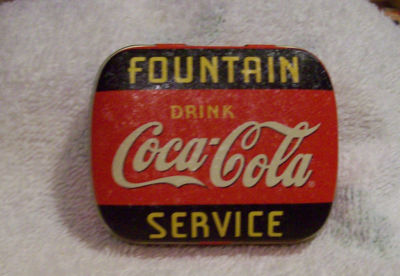 FOUNTAIN
DRINK
Coca-Cola
®
SERVICE